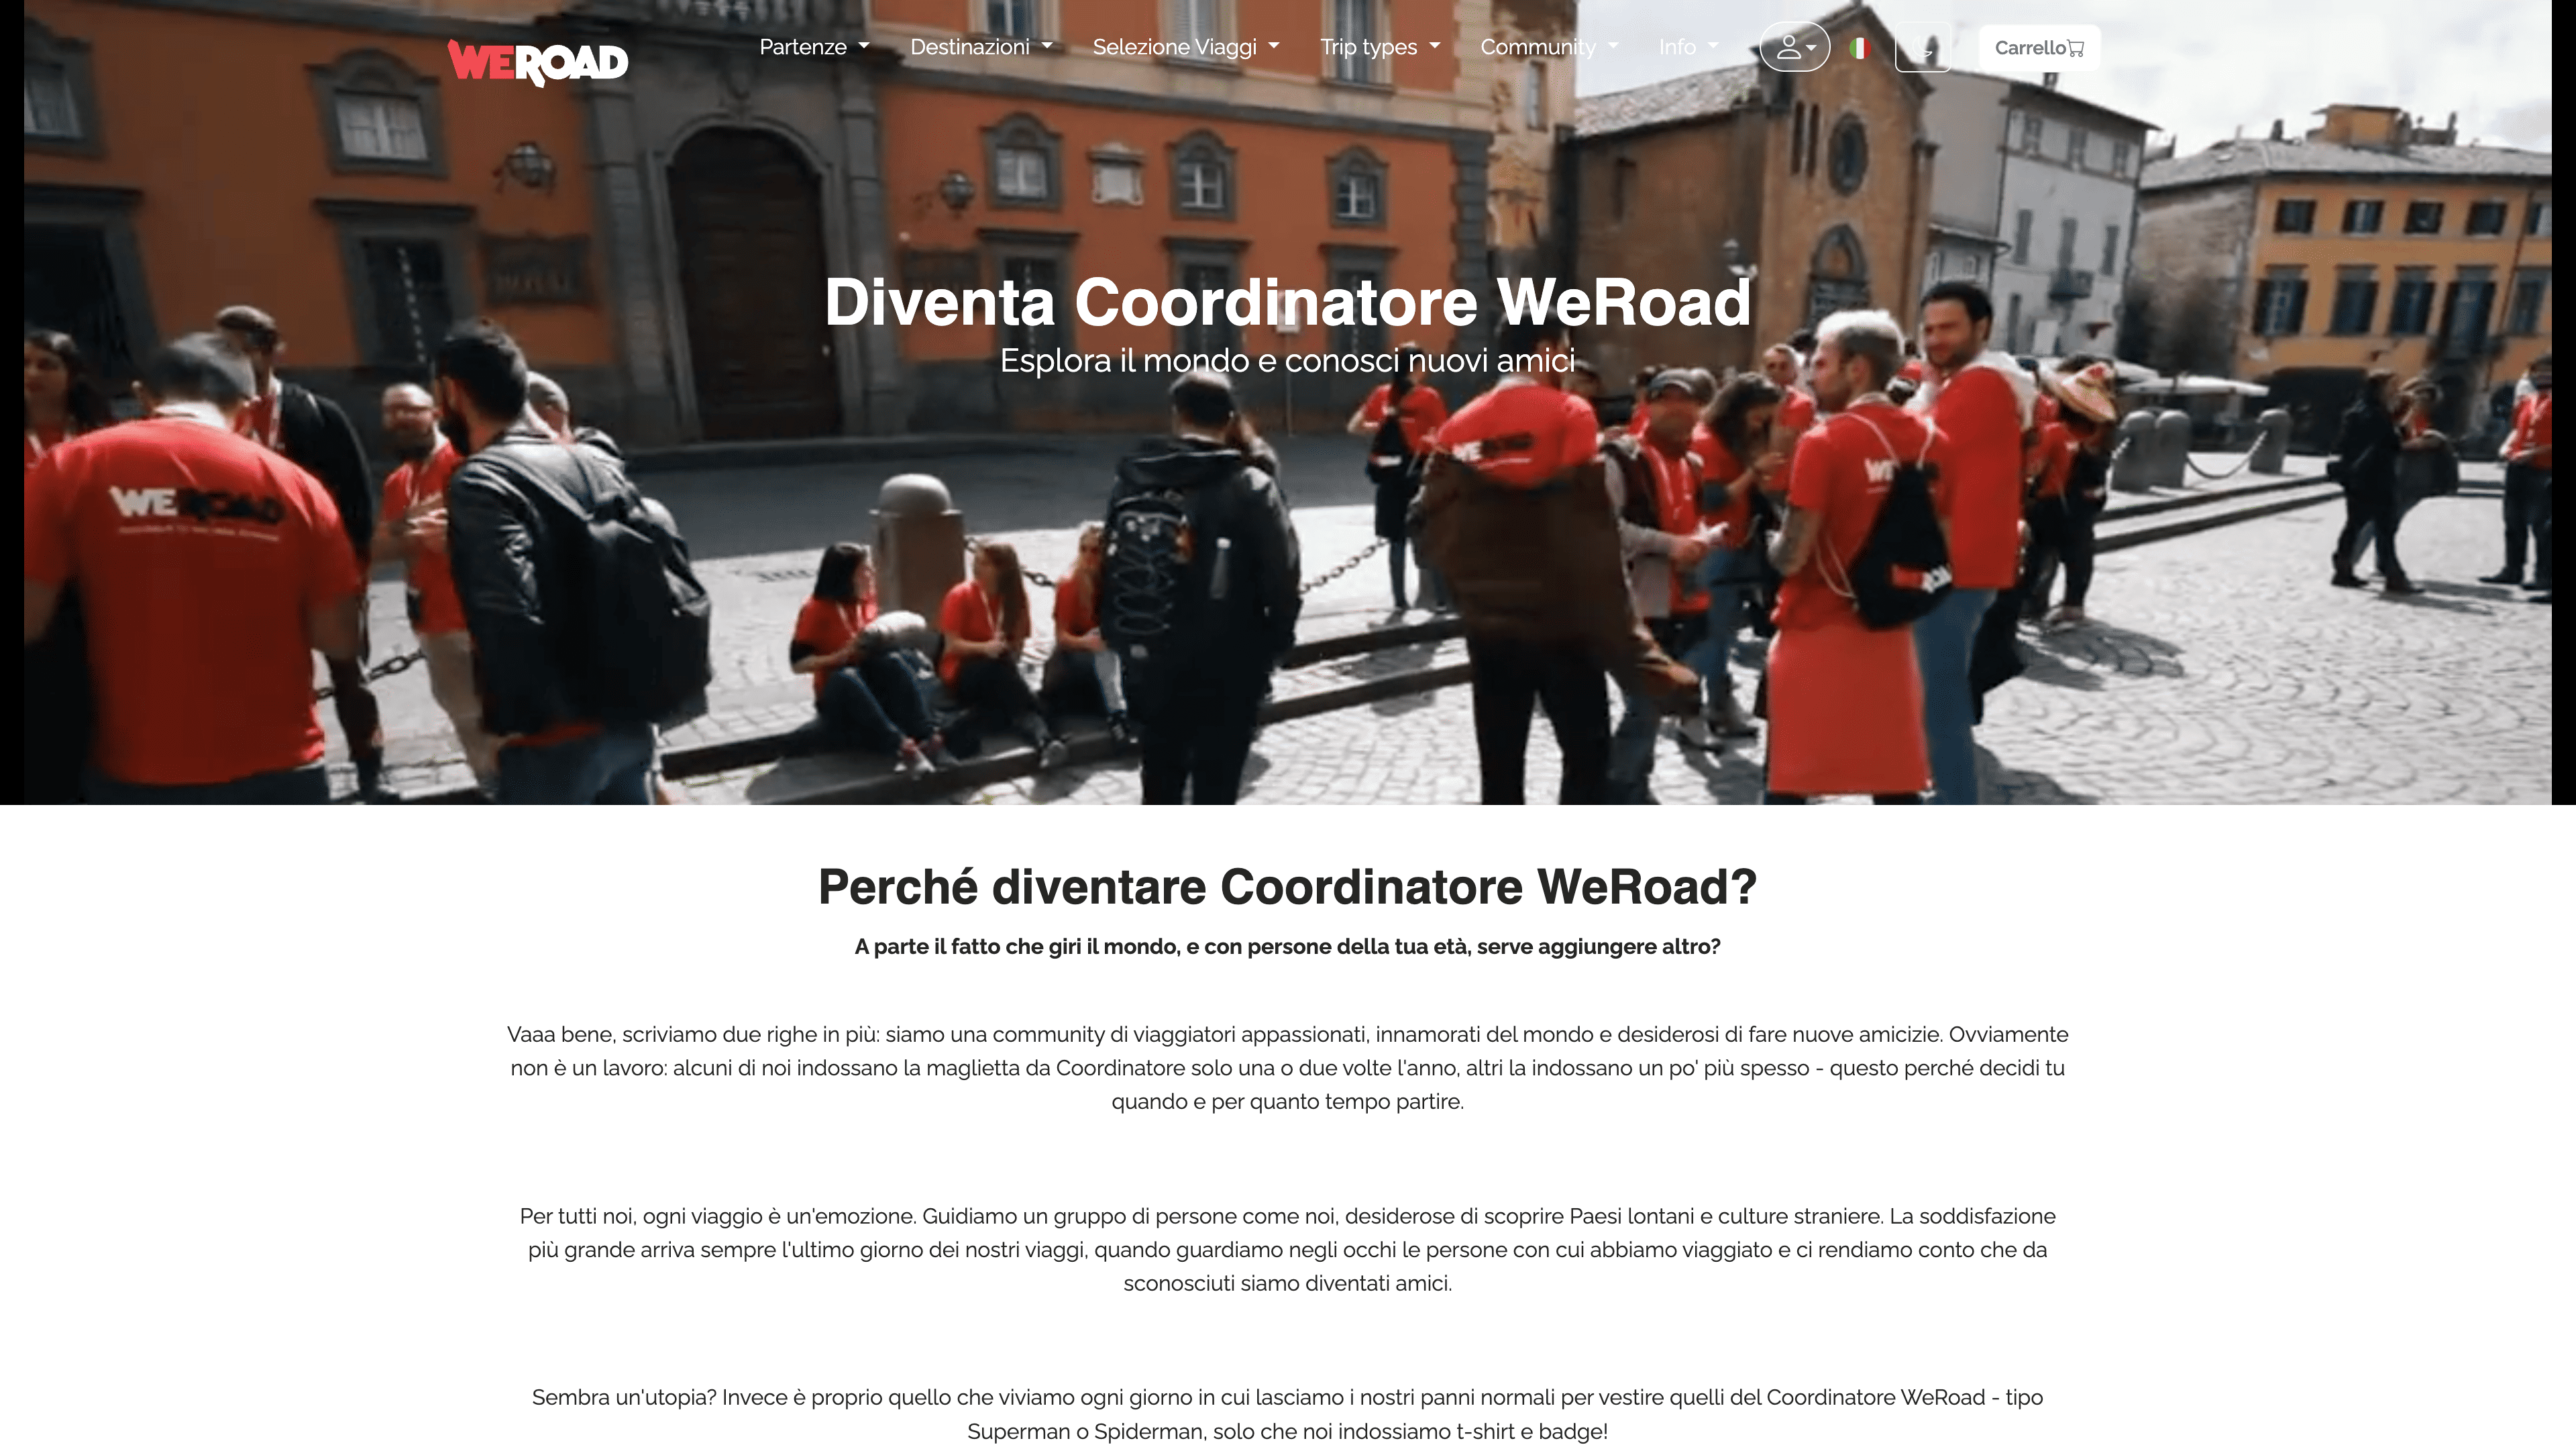 WEROAD
Partenze
Destinazioni
Selezione Viaggi
Trip types
Community
Info
Carrello
Diventa Coordinatore WeRoad
Esplora il mondo e conosci nuovi amici
WEROAD
Perché diventare Coordinatore WeRoad?
A parte il fatto che giri il mondo, e con persone della tua età, serve aggiungere altro?
Vaaa bene, scriviamo due righe in più: siamo una community di viaggiatori appassionati, innamorati del mondo e desiderosi di fare nuove amicizie. Ovviamente
non è un lavoro: alcuni di noi indossano la maglietta da Coordinatore solo una o due volte l'anno, altri la indossano un po' più spesso - questo perché decidi tu
quando e per quanto tempo partire.
Per tutti noi, ogni viaggio è un'emozione. Guidiamo un gruppo di persone come noi, desiderose di scoprire Paesi lontani e culture straniere. La soddisfazione
più grande arriva sempre l'ultimo giorno dei nostri viaggi, quando guardiamo negli occhi le persone con cui abbiamo viaggiato e ci rendiamo conto che da
sconosciuti siamo diventati amici.
Sembra un'utopia? Invece è proprio quello che viviamo ogni giorno in cui lasciamo i nostri panni normali per vestire quelli del Coordinatore WeRoad - tipo
Superman o Spiderman, solo che noi indossiamo t-shirt e badge!